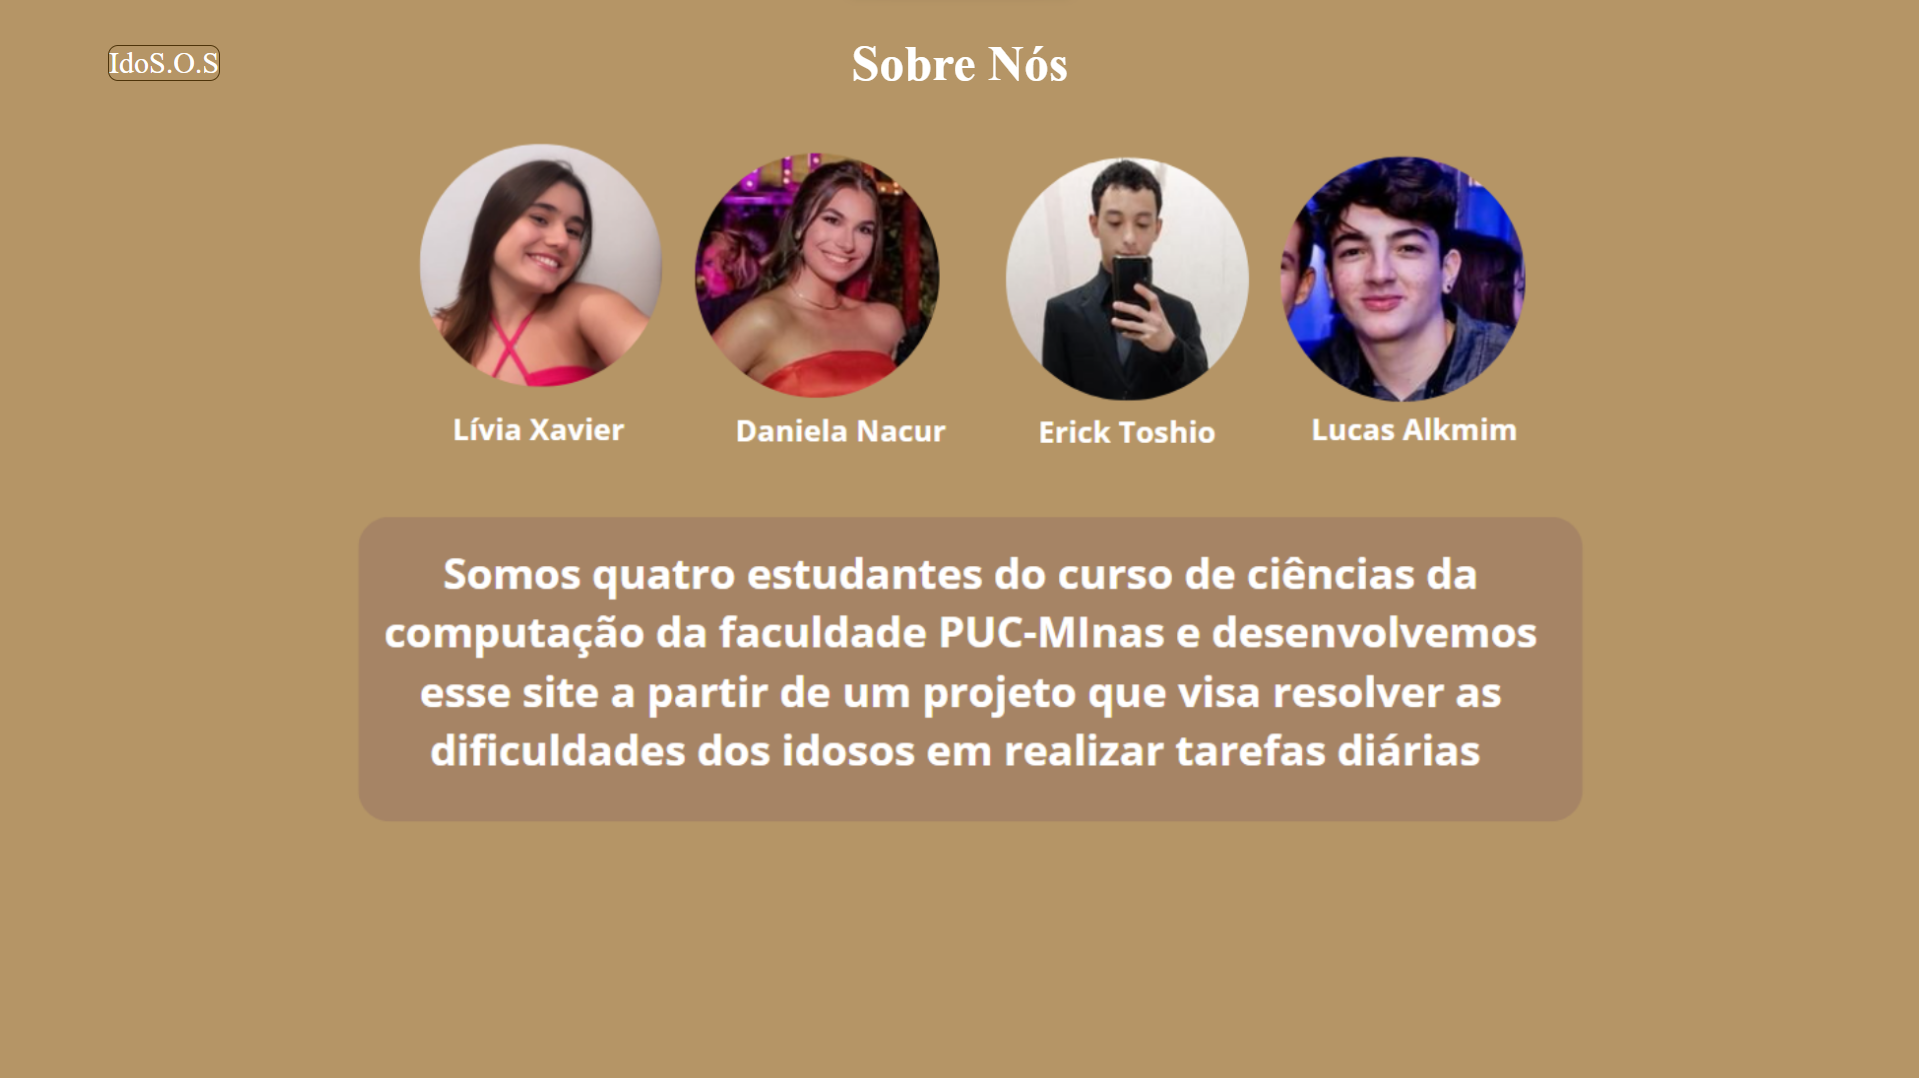 IdoS.O.S
Sobre Nós
Lívia Xavier
Daniela Nacur
Erick Toshio
Lucas Alkmim
Somos quatro estudantes do curso de ciências da
computação da faculdade PUC-MInas e desenvolvemos
esse site a partir de um projeto que visa resolver as
dificuldades dos idosos em realizar tarefas diárias